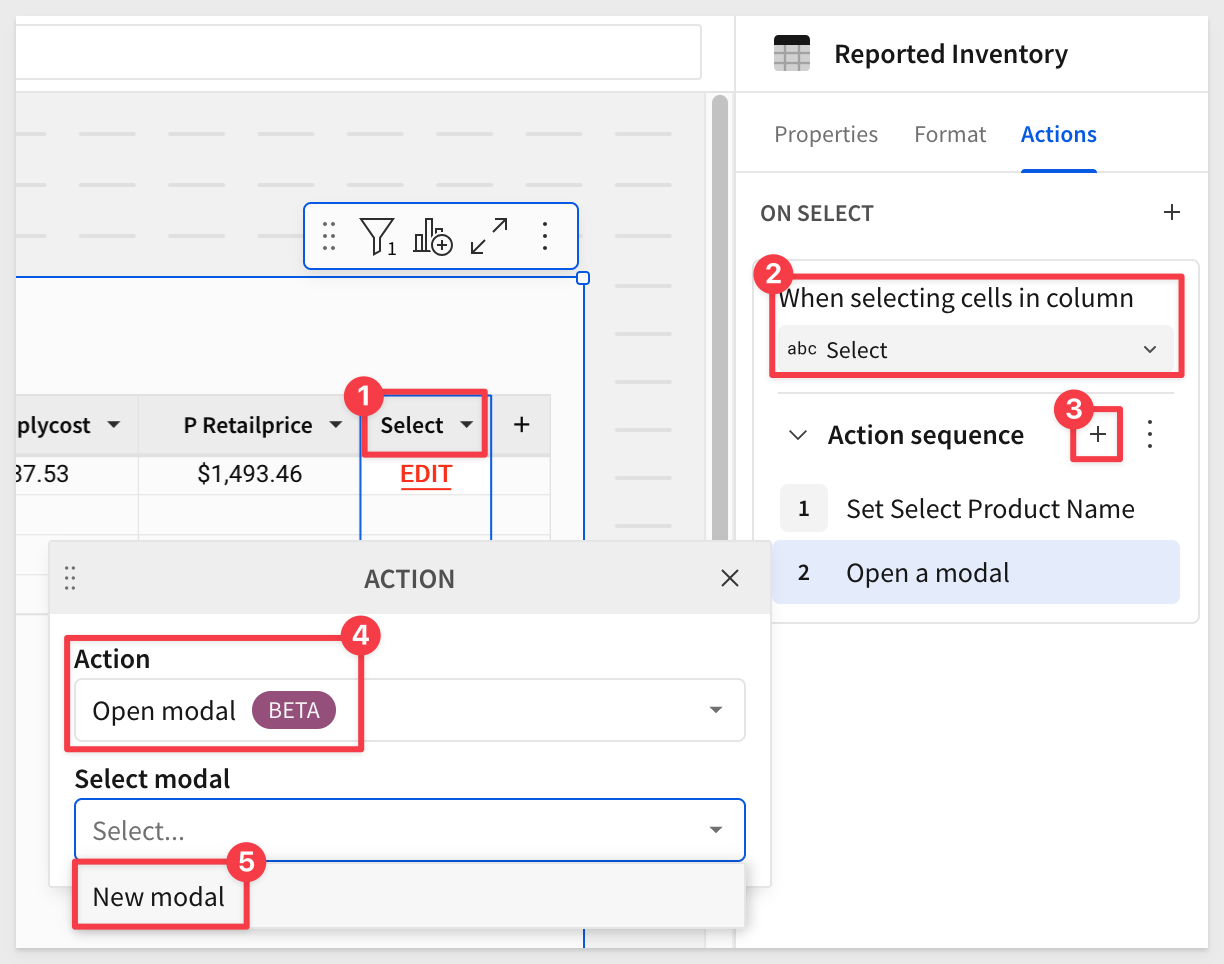 Reported Inventory
Properties Format Actions
ON SELECT +
1
2
When selecting cells in column
abc Select
1
plycost P Retailprice Select +
37.53 $1,493.46 EDIT
3
Action sequence +
1 Set Select Product Name
2 Open a modal
ACTION
4
Action
Open modal BETA
Select modal
Select...
5
New modal